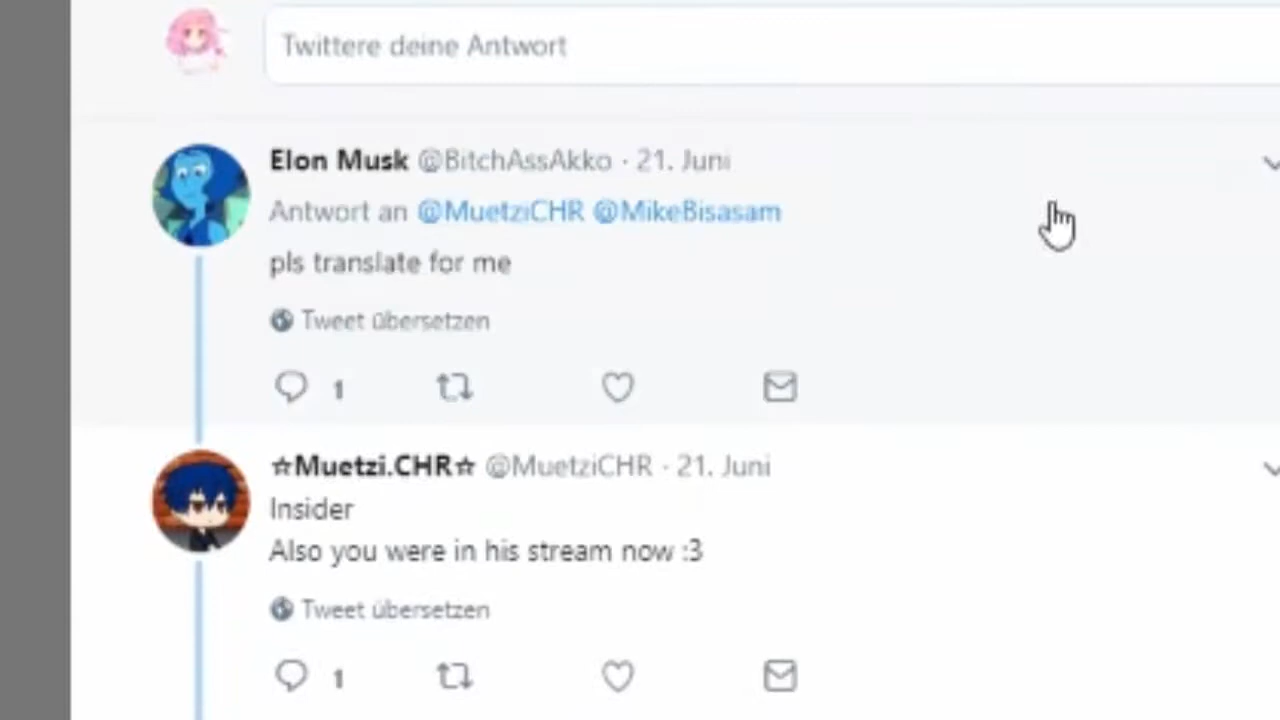 Twittere deine Antwort
Elon Musk @BitchAssAkko · 21. Juni
Antwort an @MuetziCHR @MikeBisasam
pls translate for me
Tweet übersetzen
1
☆Muetzi.CHR☆ @MuetziCHR · 21. Juni
Insider
Also you were in his stream now :3
Tweet übersetzen
1